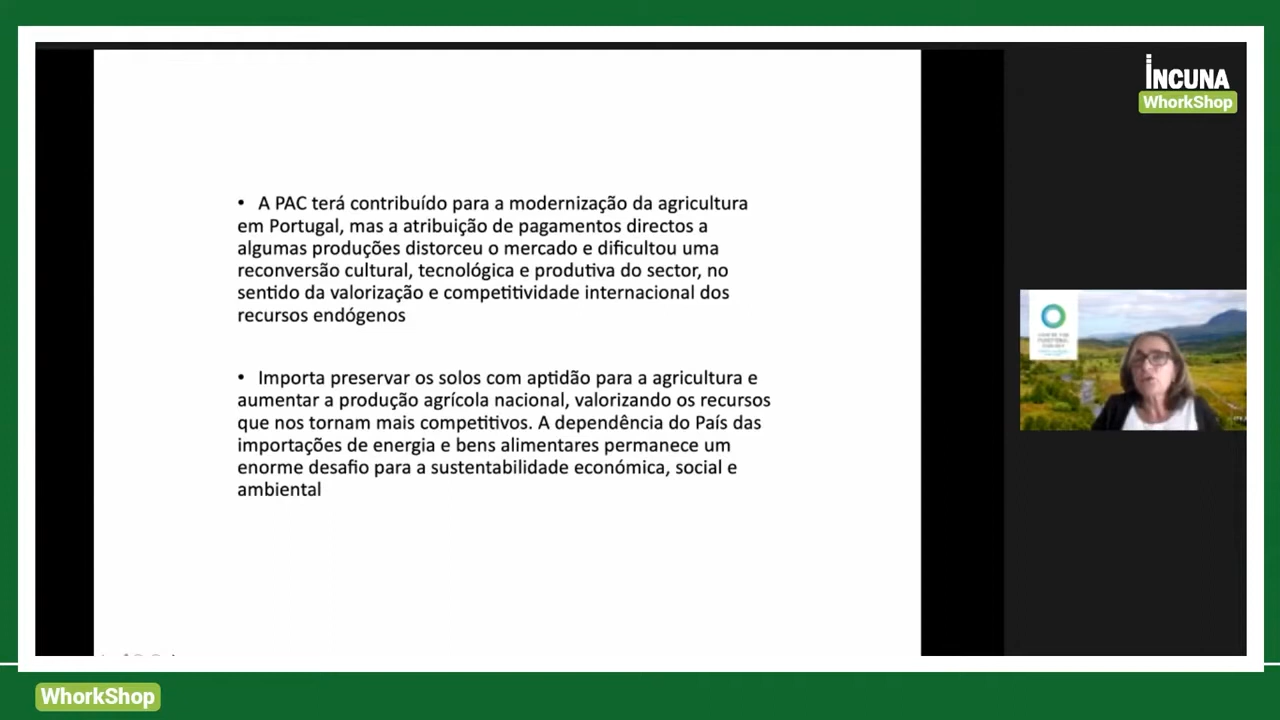 INCUNA
WhorkShop
• A PAC terá contribuído para a modernização da agricultura
em Portugal, mas a atribuição de pagamentos directos a
algumas produções distorceu o mercado e dificultou uma
reconversão cultural, tecnológica e produtiva do sector, no
sentido da valorização e competitividade internacional dos
recursos endógenos
• Importa preservar os solos com aptidão para a agricultura e
aumentar a produção agrícola nacional, valorizando os recursos
que nos tornam mais competitivos. A dependência do País das
importações de energia e bens alimentares permanece um
enorme desafio para a sustentabilidade económica, social e
ambiental
WhorkShop